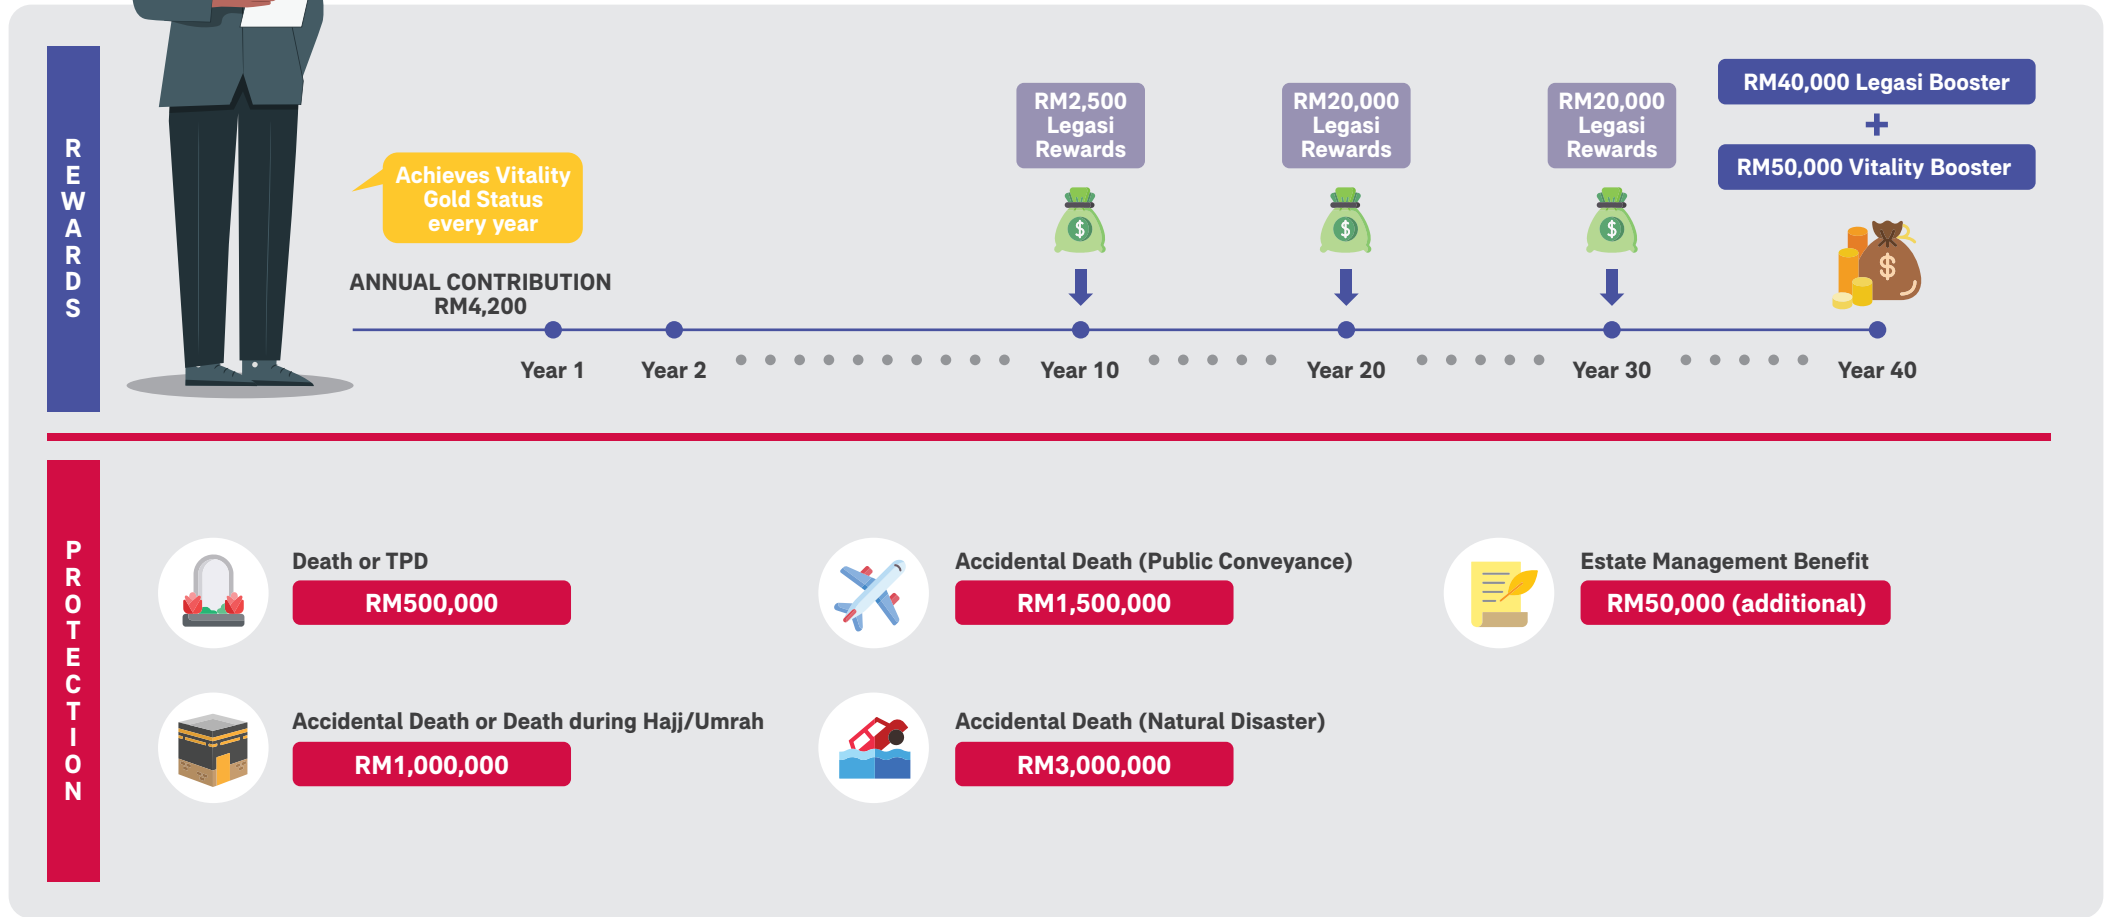 REWARDS
Achieves Vitality
Gold Status
every year
ANNUAL CONTRIBUTION
RM4,200
RM2,500
Legasi
Rewards
RM20,000
Legasi
Rewards
RM20,000
Legasi
Rewards
RM40,000 Legasi Booster
+
RM50,000 Vitality Booster
$
$
$
$
Year 1
Year 2
Year 10
Year 20
Year 30
Year 40
PROTECTION
Death or TPD
RM500,000
Accidental Death (Public Conveyance)
RM1,500,000
Estate Management Benefit
RM50,000 (additional)
Accidental Death or Death during Hajj/Umrah
RM1,000,000
Accidental Death (Natural Disaster)
RM3,000,000